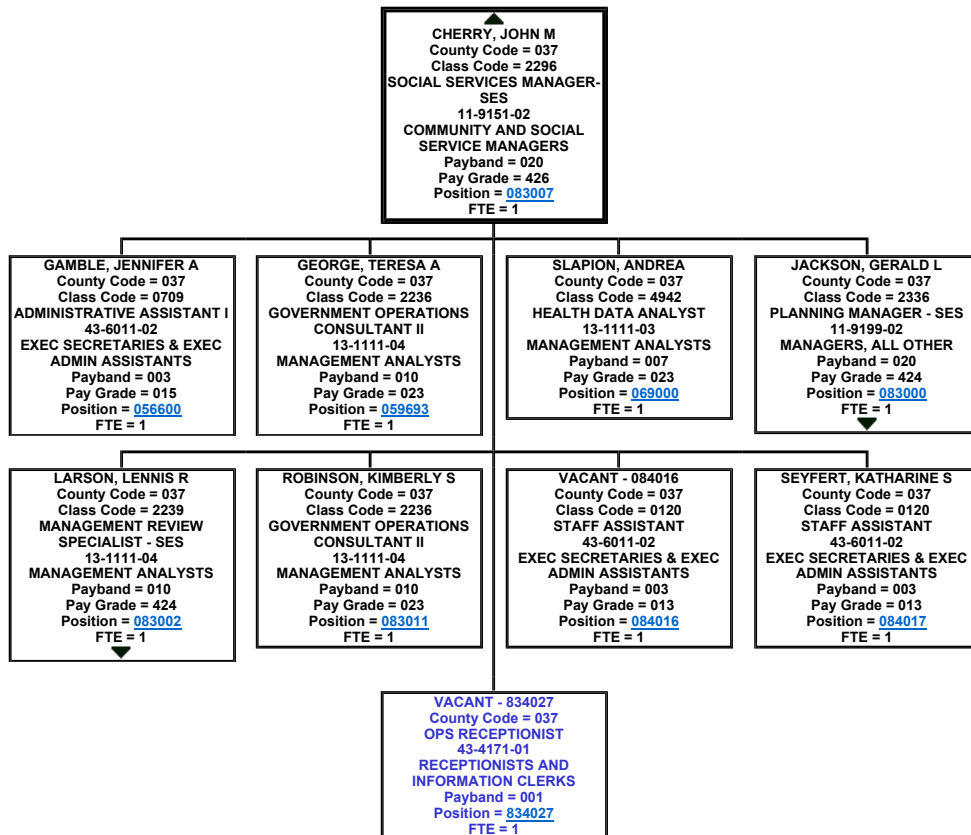 CHERRY, JOHN M
County Code = 037
Class Code = 2296
SOCIAL SERVICES MANAGER-
SES
11-9151-02
COMMUNITY AND SOCIAL
SERVICE MANAGERS
Payband = 020
Pay Grade = 426
Position = 083007
FTE = 1
GAMBLE, JENNIFER A
County Code = 037
Class Code = 0709
ADMINISTRATIVE ASSISTANT I
43-6011-02
EXEC SECRETARIES & EXEC
ADMIN ASSISTANTS
Payband = 003
Pay Grade = 015
Position = 056600
FTE = 1
GEORGE, TERESA A
County Code = 037
Class Code = 2236
GOVERNMENT OPERATIONS
CONSULTANT II
13-1111-04
MANAGEMENT ANALYSTS
Payband = 010
Pay Grade = 023
Position = 059693
FTE = 1
SLAPION, ANDREA
County Code = 037
Class Code = 4942
HEALTH DATA ANALYST
13-1111-03
MANAGEMENT ANALYSTS
Payband = 007
Pay Grade = 023
Position = 069000
FTE = 1
JACKSON, GERALD L
County Code = 037
Class Code = 2336
PLANNING MANAGER - SES
11-9199-02
MANAGERS, ALL OTHER
Payband = 020
Pay Grade = 424
Position = 083000
FTE = 1
LARSON, LENNIS R
County Code = 037
Class Code = 2239
MANAGEMENT REVIEW
SPECIALIST - SES
13-1111-04
MANAGEMENT ANALYSTS
Payband = 010
Pay Grade = 424
Position = 083002
FTE = 1
ROBINSON, KIMBERLY S
County Code = 037
Class Code = 2236
GOVERNMENT OPERATIONS
CONSULTANT II
13-1111-04
MANAGEMENT ANALYSTS
Payband = 010
Pay Grade = 023
Position = 083011
FTE = 1
VACANT - 084016
County Code = 037
Class Code = 0120
STAFF ASSISTANT
43-6011-02
EXEC SECRETARIES & EXEC
ADMIN ASSISTANTS
Payband = 003
Pay Grade = 013
Position = 084016
FTE = 1
SEYFERT, KATHARINE S
County Code = 037
Class Code = 0120
STAFF ASSISTANT
43-6011-02
EXEC SECRETARIES & EXEC
ADMIN ASSISTANTS
Payband = 003
Pay Grade = 013
Position = 084017
FTE = 1
VACANT - 834027
County Code = 037
OPS RECEPTIONIST
43-4171-01
RECEPTIONISTS AND
INFORMATION CLERKS
Payband = 001
Position = 834027
FTE = 1